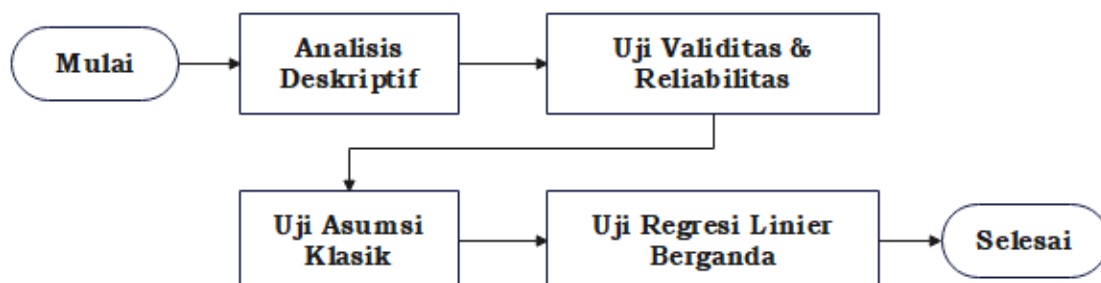 Mulai
Analisis
Deskriptif
Uji Validitas &
Reliabilitas
Uji Asumsi
Klasik
Uji Regresi Linier
Berganda
Selesai